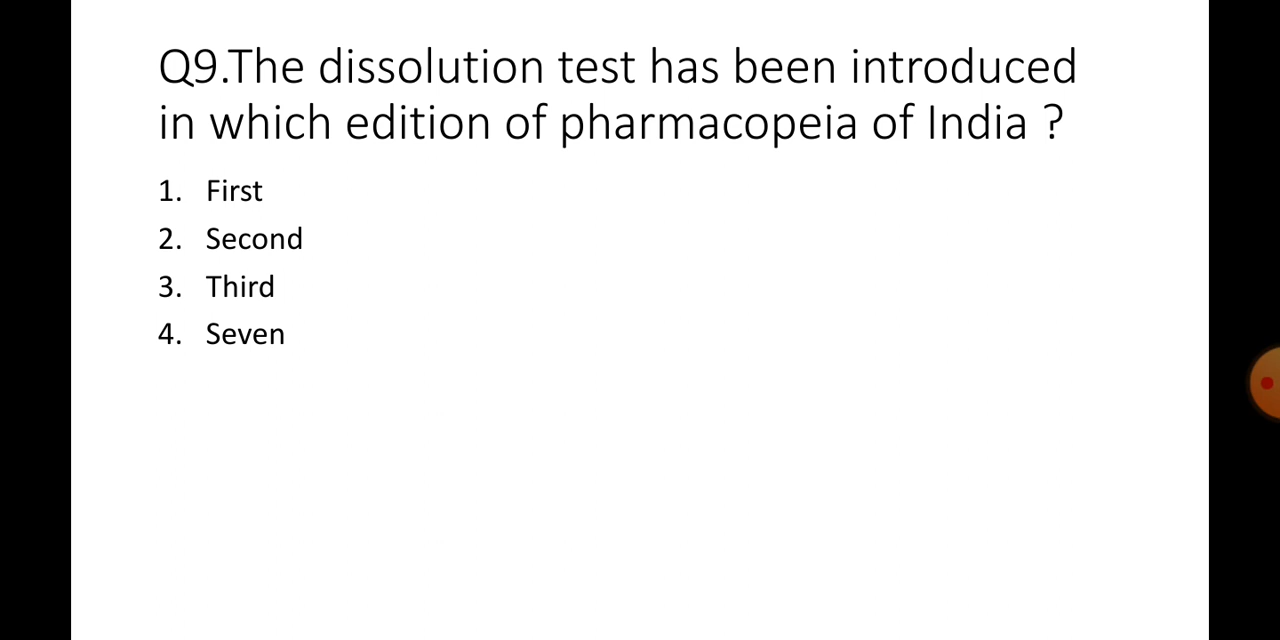 Q9.The dissolution test has been introduced
in which edition of pharmacopeia of India ?
1. First
2. Second
3. Third
4. Seven